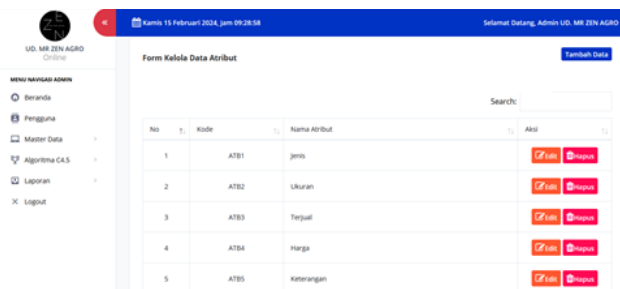 ZEN
«
Kamis 15 Februari 2024, jam 09:28:58
Selamat Datang, Admin UD. MR ZEN AGRO
UD. MR ZEN AGRO
Online
Form Kelola Data Atribut
Tambah Data
MENU NAVIGASI ADMIN
Beranda
Pengguna
Master Data
Algoritma C4.5
Laporan
Logout
Search:
No Kode Nama Atribut Aksi
1 ATB1 Jenis Edit Hapus
2 ATB2 Ukuran Edit Hapus
3 ATB3 Terjual Edit Hapus
4 ATB4 Harga Edit Hapus
5 ATB5 Keterangan Edit Hapus